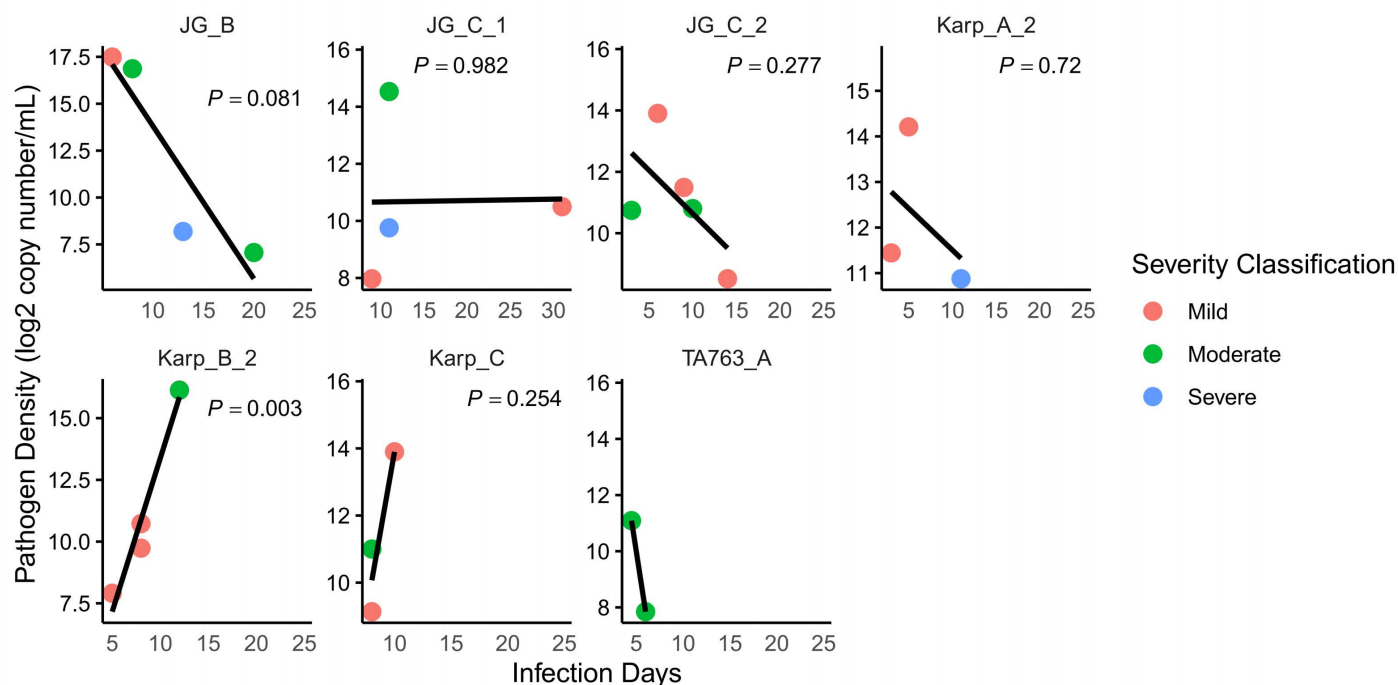 JG_B
JG_C_1
JG_C_2
Karp_A_2
17.5
15.0
12.5
10.0
7.5
P = 0.081
10 15 20 25
16
14
12
10
8
P = 0.982
10 15 20 25 30
16
14
12
10
P = 0.277
5 10 15 20 25
15
14
13
12
11
P = 0.72
5 10 15 20 25
Karp_B_2
Karp_C
TA763_A
15.0
12.5
10.0
7.5
P = 0.003
5 10 15 20 25
16
14
12
10
P = 0.254
10 15 20 25
16
14
12
10
8
5 10 15 20 25
Pathogen Density (log2 copy number/mL)
Infection Days
Severity Classification
Mild
Moderate
Severe